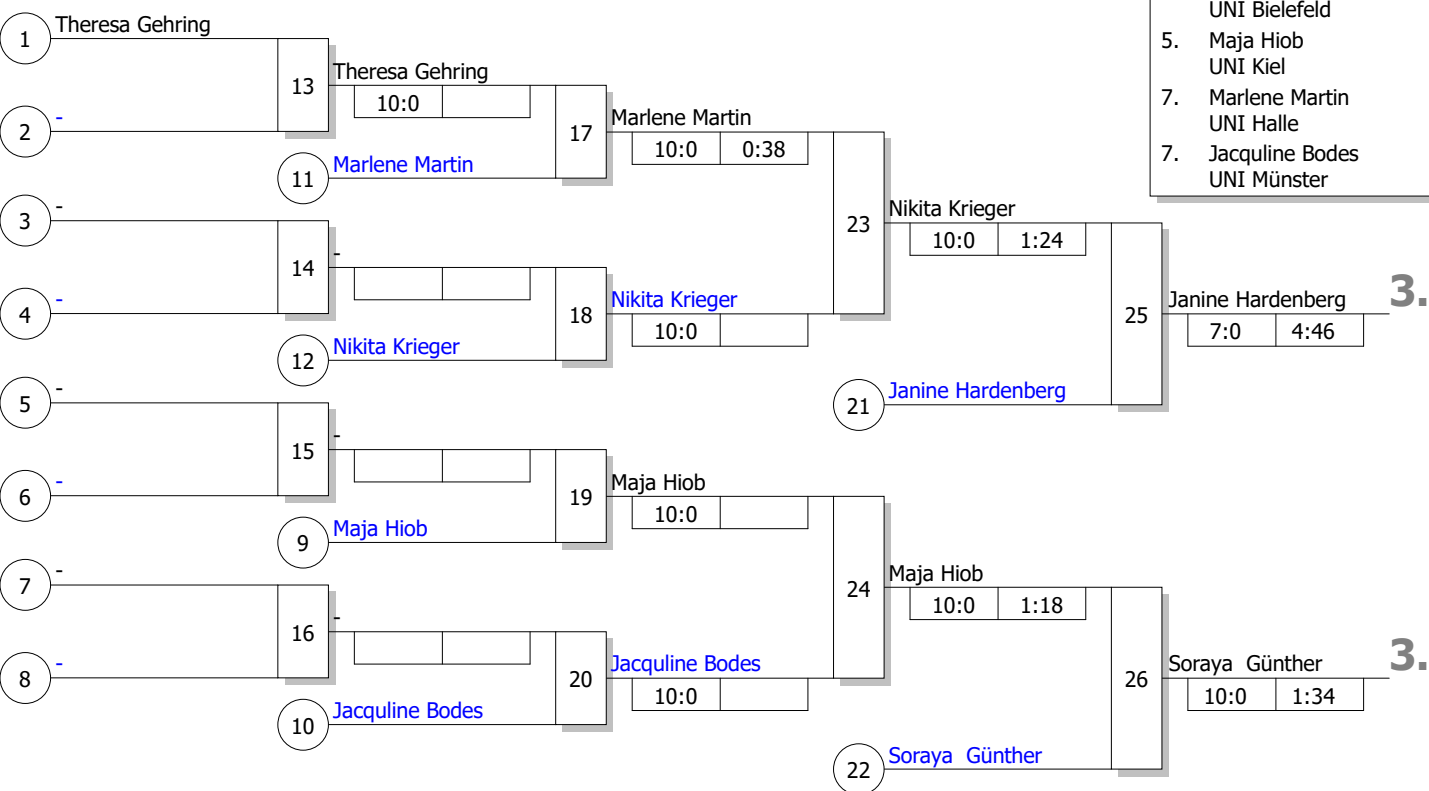 UNI Bielefeld
5. Maja Hiob
UNI Kiel
7. Marlene Martin
UNI Halle
7. Jacquline Bodes
UNI Münster
1 Theresa Gehring
13
Theresa Gehring
10:0
2 -
17
Marlene Martin
10:0 0:38
11 Marlene Martin
3 -
23
Nikita Krieger
10:0 1:24
14
-
4 -
18
Nikita Krieger
10:0
12 Nikita Krieger
25
Janine Hardenberg 3.
7:0 4:46
5 -
21 Janine Hardenberg
15
-
6 -
19
Maja Hiob
10:0
9 Maja Hiob
7 -
24
Maja Hiob
10:0 1:18
16
-
8 -
20
Jacquline Bodes
10:0
10 Jacquline Bodes
26
Soraya Günther 3.
10:0 1:34
22 Soraya Günther